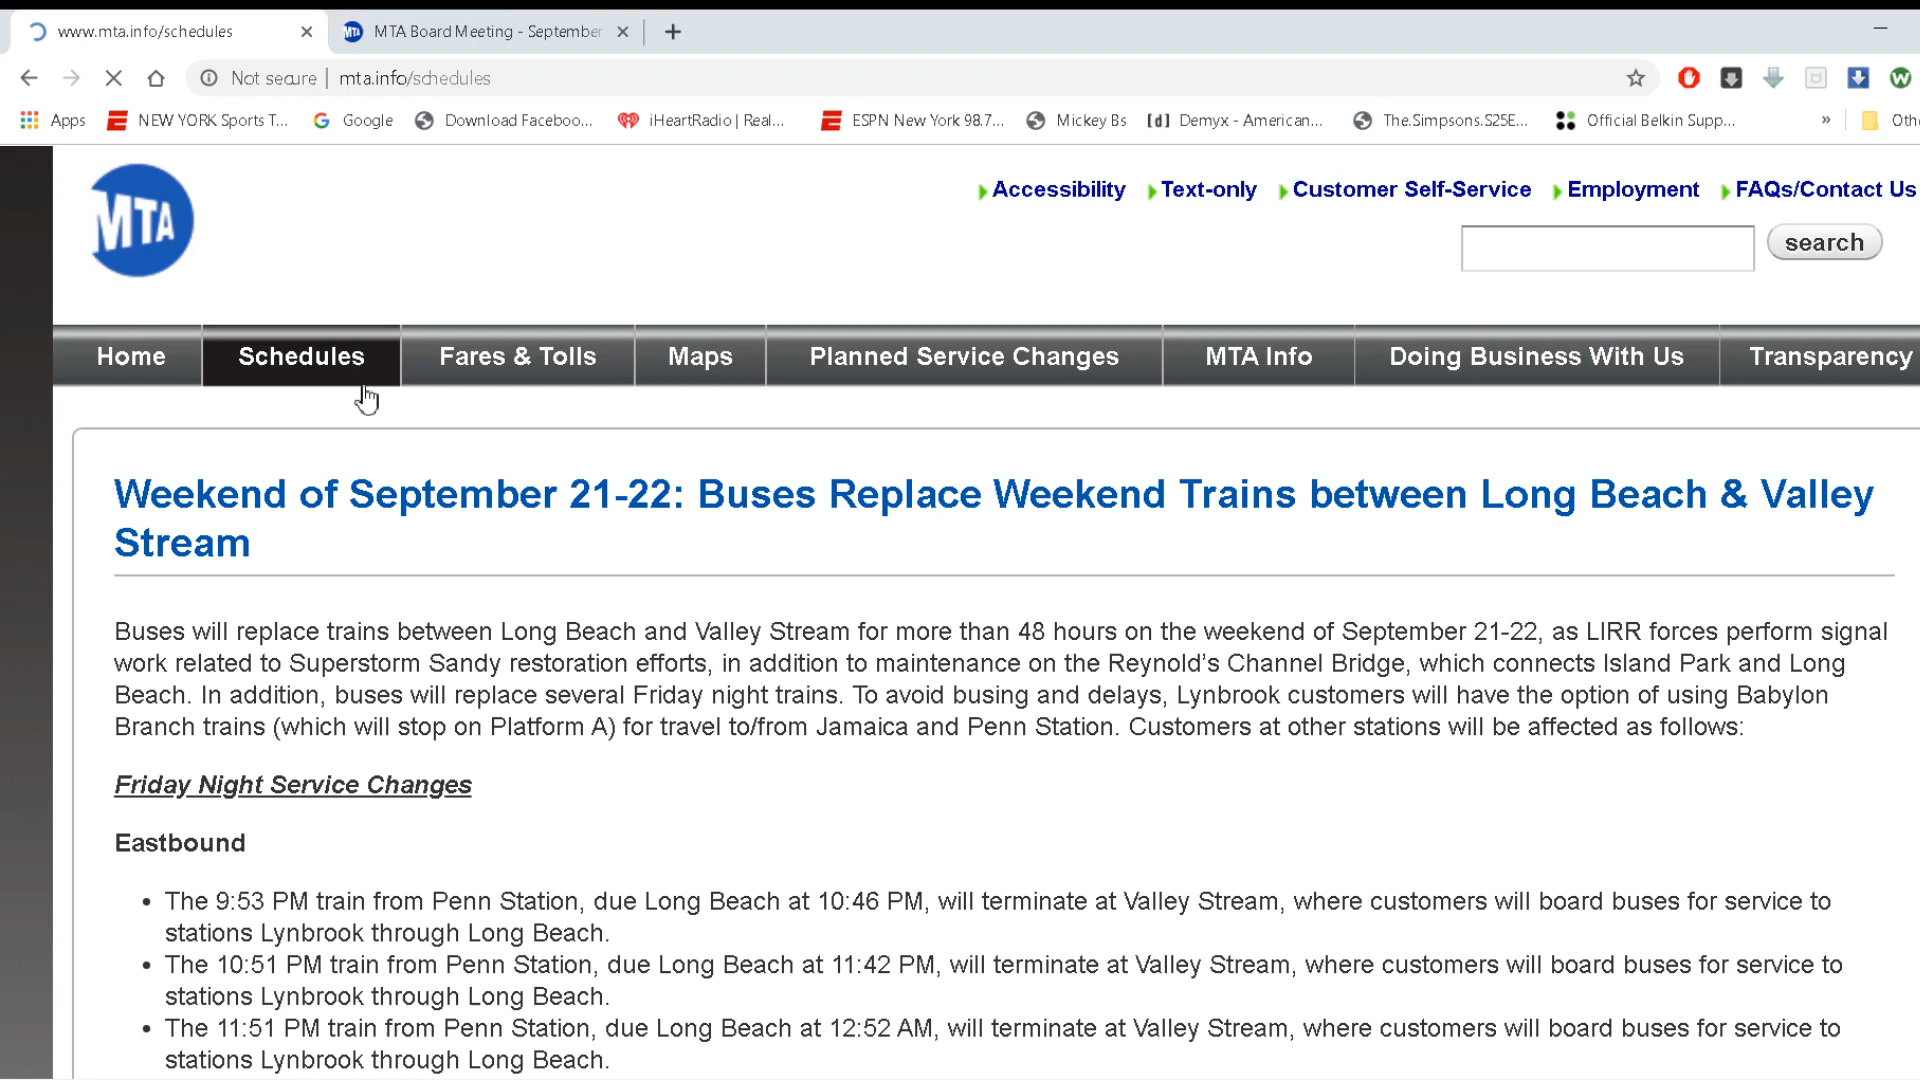 www.mta.info/schedules
MTA Board Meeting - September
Not secure | mta.info/schedules
Apps
NEW YORK Sports T...
Google
Download Faceboo...
iHeartRadio | Real...
ESPN New York 98.7...
Mickey Bs
[d] Demyx - American...
The.Simpsons.S25E...
Official Belkin Supp...
»
Othe
MTA
Accessibility
Text-only
Customer Self-Service
Employment
FAQs/Contact Us
search
Home
Schedules
Fares & Tolls
Maps
Planned Service Changes
MTA Info
Doing Business With Us
Transparency
Weekend of September 21-22: Buses Replace Weekend Trains between Long Beach & Valley
Stream
Buses will replace trains between Long Beach and Valley Stream for more than 48 hours on the weekend of September 21-22, as LIRR forces perform signal
work related to Superstorm Sandy restoration efforts, in addition to maintenance on the Reynold's Channel Bridge, which connects Island Park and Long
Beach. In addition, buses will replace several Friday night trains. To avoid busing and delays, Lynbrook customers will have the option of using Babylon
Branch trains (which will stop on Platform A) for travel to/from Jamaica and Penn Station. Customers at other stations will be affected as follows:
Friday Night Service Changes
Eastbound
• The 9:53 PM train from Penn Station, due Long Beach at 10:46 PM, will terminate at Valley Stream, where customers will board buses for service to
stations Lynbrook through Long Beach.
• The 10:51 PM train from Penn Station, due Long Beach at 11:42 PM, will terminate at Valley Stream, where customers will board buses for service to
stations Lynbrook through Long Beach.
• The 11:51 PM train from Penn Station, due Long Beach at 12:52 AM, will terminate at Valley Stream, where customers will board buses for service to
stations Lynbrook through Long Beach.